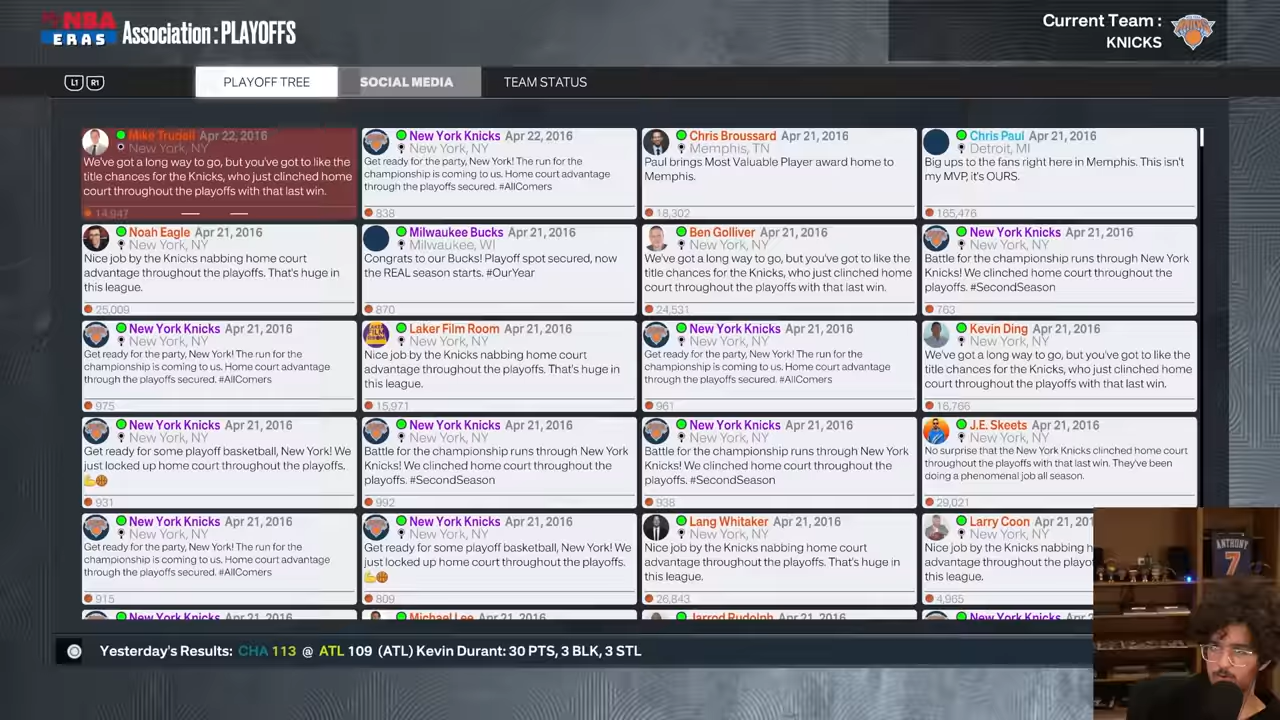 NBA
ERAS
Association: PLAYOFFS
Current Team :
KNICKS
L1 R1
PLAYOFF TREE
SOCIAL MEDIA
TEAM STATUS
Mike Trudell Apr 22, 2016
New York, NY
We've got a long way to go, but you've got to like the
title chances for the Knicks, who just clinched home
court throughout the playoffs with that last win.
14,947
New York Knicks Apr 22, 2016
New York, NY
Get ready for the party, New York! The run for the
championship is coming to us. Home court advantage
through the playoffs secured. #AllComers
838
Chris Broussard Apr 21, 2016
Memphis, TN
Paul brings Most Valuable Player award home to
Memphis.
18,302
Chris Paul Apr 21, 2016
Detroit, MI
Big ups to the fans right here in Memphis. This isn't
my MVP, it's OURS.
165,476
Noah Eagle Apr 21, 2016
New York, NY
Nice job by the Knicks nabbing home court
advantage throughout the playoffs. That's huge in
this league.
25,009
Milwaukee Bucks Apr 21, 2016
Milwaukee, WI
Congrats to our Bucks! Playoff spot secured, now
the REAL season starts. #OurYear
870
Ben Golliver Apr 21, 2016
New York, NY
We've got a long way to go, but you've got to like the
title chances for the Knicks, who just clinched home
court throughout the playoffs with that last win.
24,531
New York Knicks Apr 21, 2016
New York, NY
Battle for the championship runs through New York
Knicks! We clinched home court throughout the
playoffs. #SecondSeason
763
New York Knicks Apr 21, 2016
New York, NY
Get ready for the party, New York! The run for the
championship is coming to us. Home court advantage
through the playoffs secured. #AllComers
975
Laker Film Room Apr 21, 2016
New York, NY
Nice job by the Knicks nabbing home court
advantage throughout the playoffs. That's huge in
this league.
15,971
New York Knicks Apr 21, 2016
New York, NY
Get ready for the party, New York! The run for the
championship is coming to us. Home court advantage
through the playoffs secured. #AllComers
961
Kevin Ding Apr 21, 2016
New York, NY
We've got a long way to go, but you've got to like the
title chances for the Knicks, who just clinched home
court throughout the playoffs with that last win.
16,766
New York Knicks Apr 21, 2016
New York, NY
Get ready for some playoff basketball, New York! We
just locked up home court throughout the playoffs.
💪🏀
931
New York Knicks Apr 21, 2016
New York, NY
Battle for the championship runs through New York
Knicks! We clinched home court throughout the
playoffs. #SecondSeason
992
New York Knicks Apr 21, 2016
New York, NY
Battle for the championship runs through New York
Knicks! We clinched home court throughout the
playoffs. #SecondSeason
938
J.E. Skeets Apr 21, 2016
New York, NY
No surprise that the New York Knicks clinched home court
throughout the playoffs with that last win. They've been
doing a phenomenal job all season.
29,021
New York Knicks Apr 21, 2016
New York, NY
Get ready for the party, New York! The run for the
championship is coming to us. Home court advantage
through the playoffs secured. #AllComers
915
New York Knicks Apr 21, 2016
New York, NY
Get ready for some playoff basketball, New York! We
just locked up home court throughout the playoffs.
💪🏀
809
Lang Whitaker Apr 21, 2016
New York, NY
Nice job by the Knicks nabbing home court
advantage throughout the playoffs. That's huge in
this league.
26,843
Larry Coon Apr 21, 201
New York, NY
Nice job by the Knicks nabbing h
advantage throughout the playo
this league.
4,965
New York Knicks Apr 21, 2016
Michael Lee Apr 21, 2016
Jarrod Rudolph Apr 21, 2016
New York Knicks Apr 2
Yesterday's Results: CHA 113 @ ATL 109 (ATL) Kevin Durant: 30 PTS, 3 BLK, 3 STL
ANTHONY
7